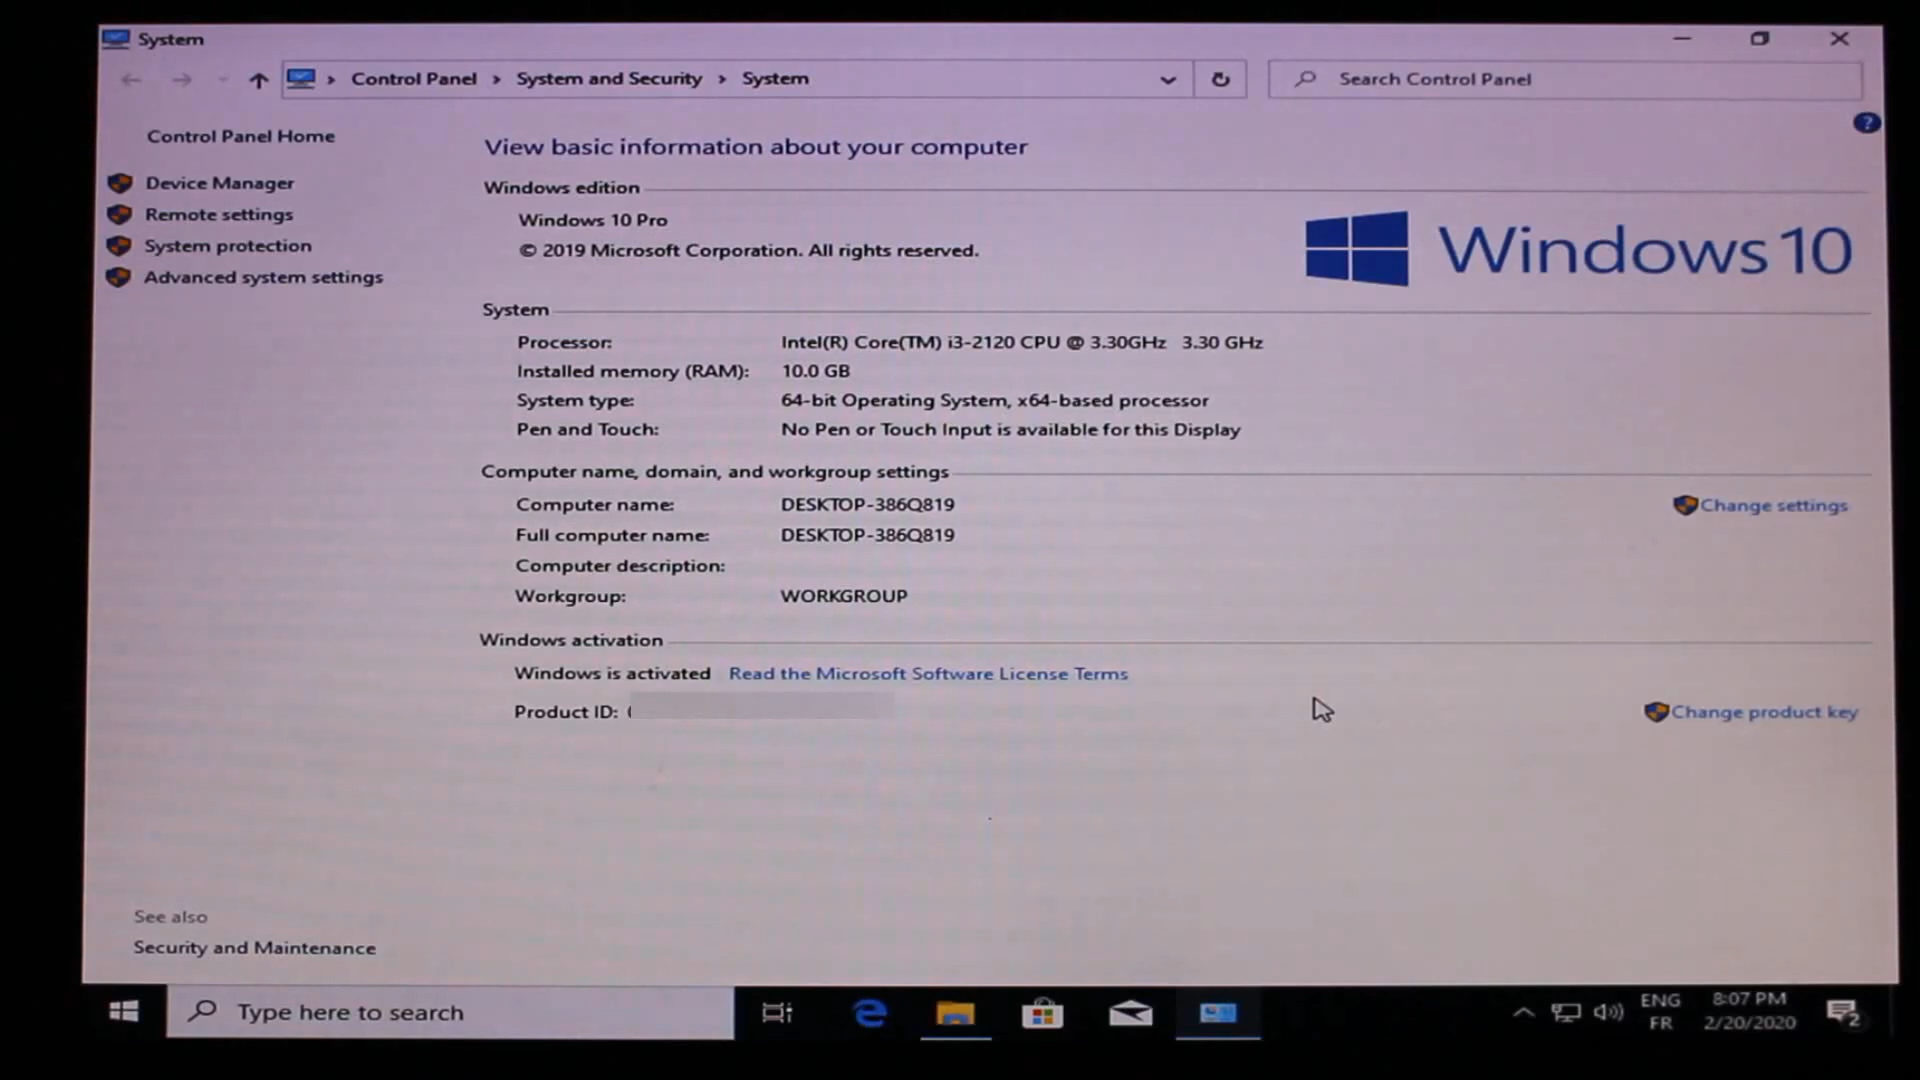 System
Control Panel > System and Security > System
Search Control Panel
Control Panel Home
Device Manager
Remote settings
System protection
Advanced system settings
View basic information about your computer
Windows edition
Windows 10 Pro
© 2019 Microsoft Corporation. All rights reserved.
Windows 10
System
Processor: Intel(R) Core(TM) i3-2120 CPU @ 3.30GHz 3.30 GHz
Installed memory (RAM): 10.0 GB
System type: 64-bit Operating System, x64-based processor
Pen and Touch: No Pen or Touch Input is available for this Display
Computer name, domain, and workgroup settings
Computer name: DESKTOP-386Q819
Change settings
Full computer name: DESKTOP-386Q819
Computer description:
Workgroup: WORKGROUP
Windows activation
Windows is activated Read the Microsoft Software License Terms
Product ID:
Change product key
See also
Security and Maintenance
Type here to search
ENG
FR
8:07 PM
2/20/2020
2